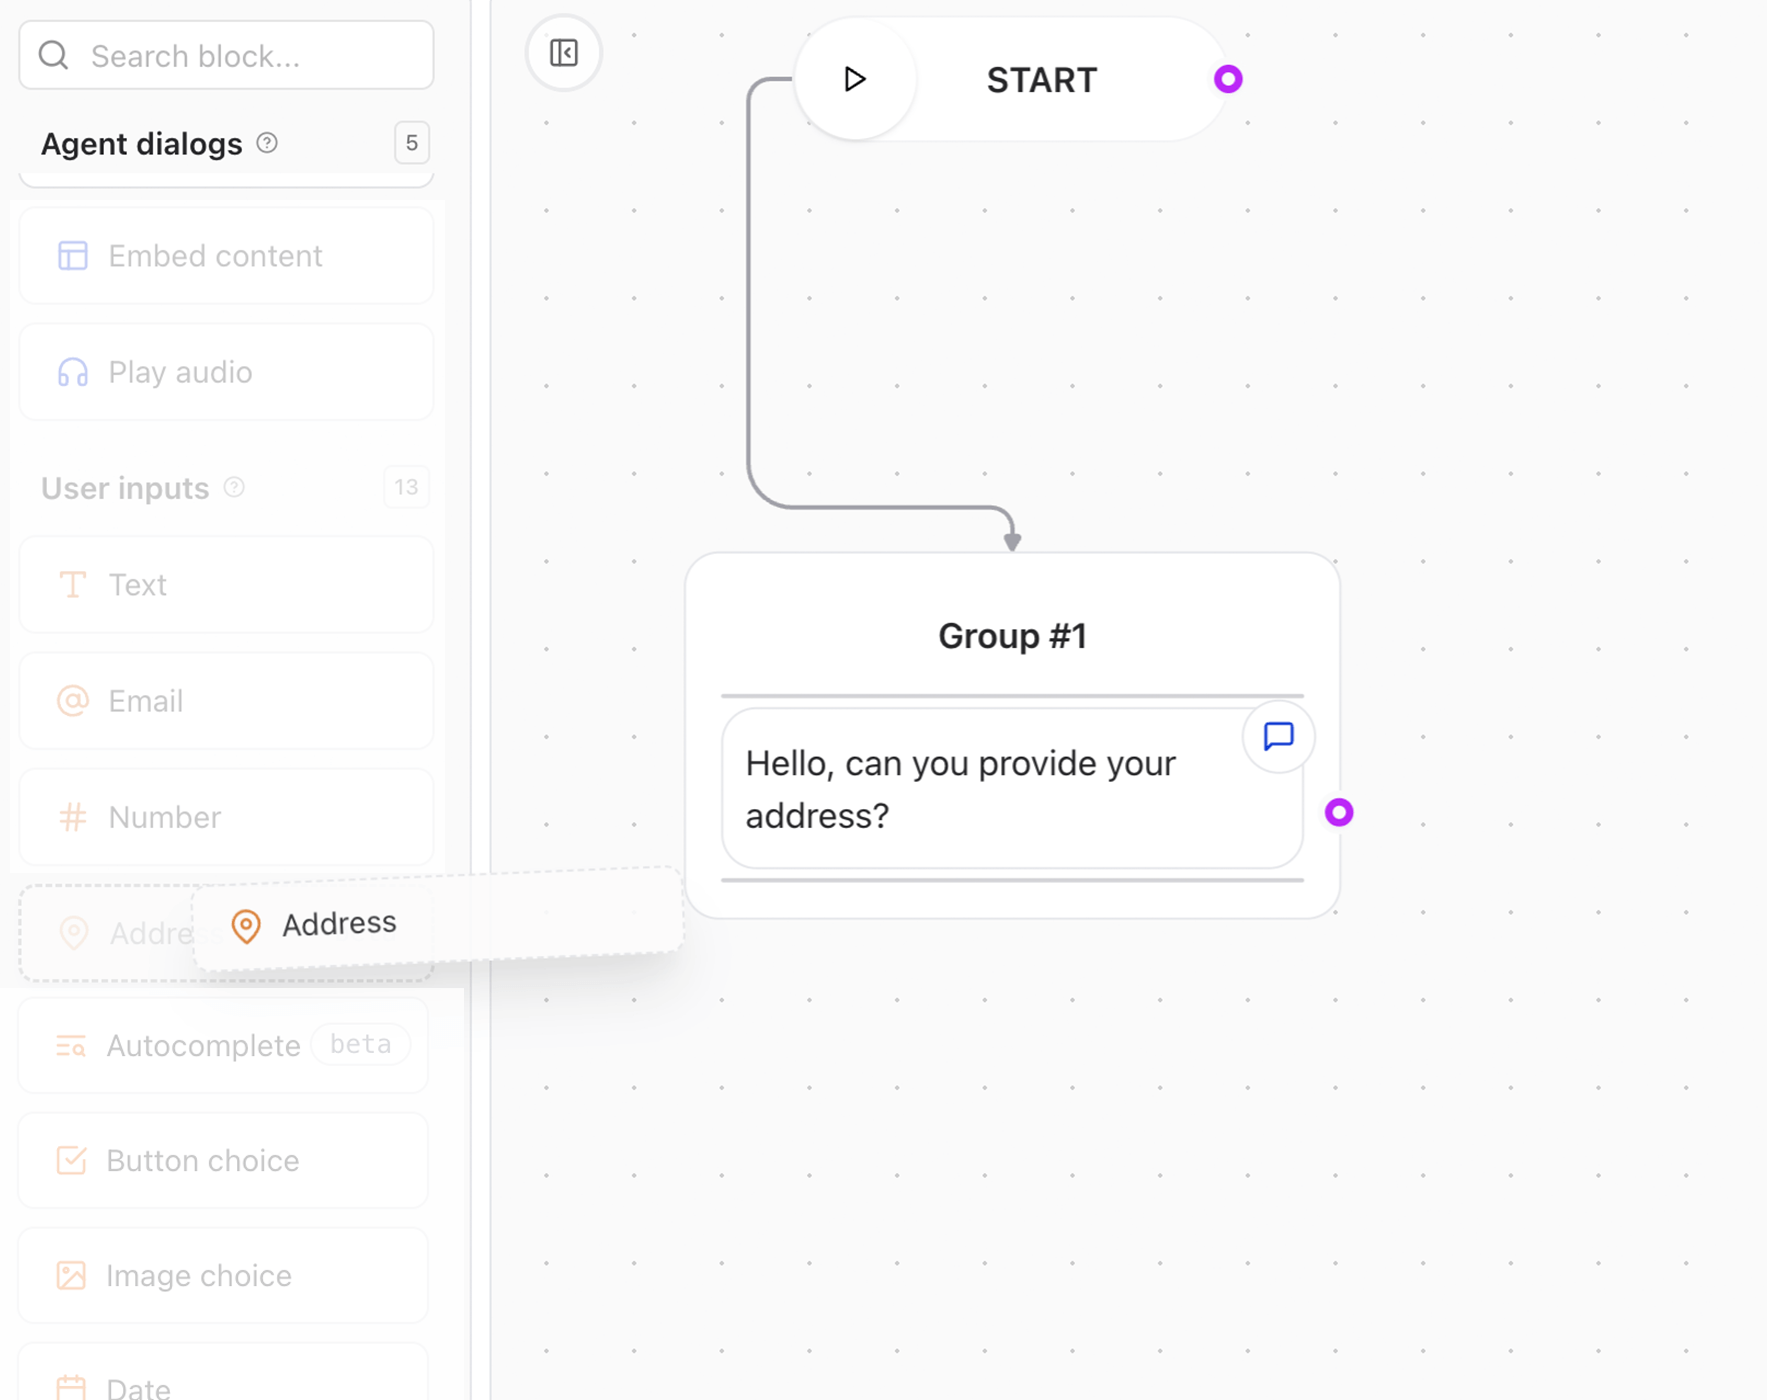 Search block...
Agent dialogs
5
Embed content
Play audio
User inputs
13
Text
Email
Number
Addre
Address
Autocomplete
beta
Button choice
Image choice
Date
START
Group #1
Hello, can you provide your
address?